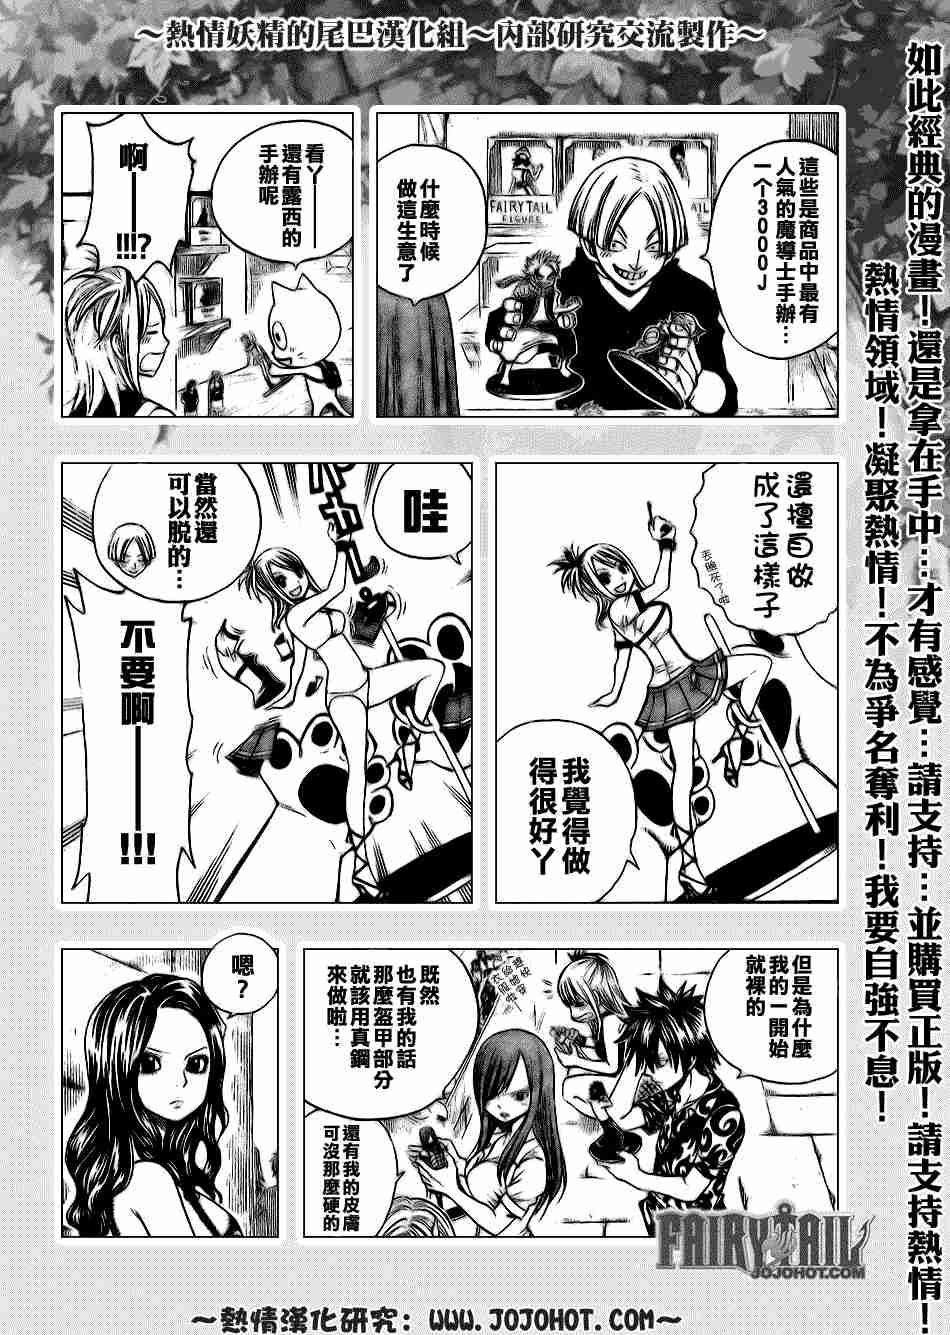 ～熱情妖精的尾巴漢化組～內部研究交流製作～
如此經典的漫畫！還是拿在手中…才有感覺…請支持…並購買正版！請支持熱情！
熱情領域！凝聚熱情！不為爭名奪利！我要自強不息！
這些是商品中最有
人氣的魔導士手辦…
一个3000J
FAIRYTAIL
FIGURE
AIL
什麼時候
做這生意了
看丫——
還有露西的
手辦呢
啊——!!!?
還擅自做
成了這樣子
丟臉死了啦
我覺得做
得很好丫
哇
當然還
可以脱的…
不要啊——!!!
但是為什麼
我的一開始
就裸的
既然
也有我的話
那麼盔甲部分
就該用真鋼
來做啦…
還有我的皮膚
可沒那麼硬的
嗯?
FAIRY TAIL
JOJOHOT.COM
～熱情漢化研究: WWW.JOJOHOT.COM～